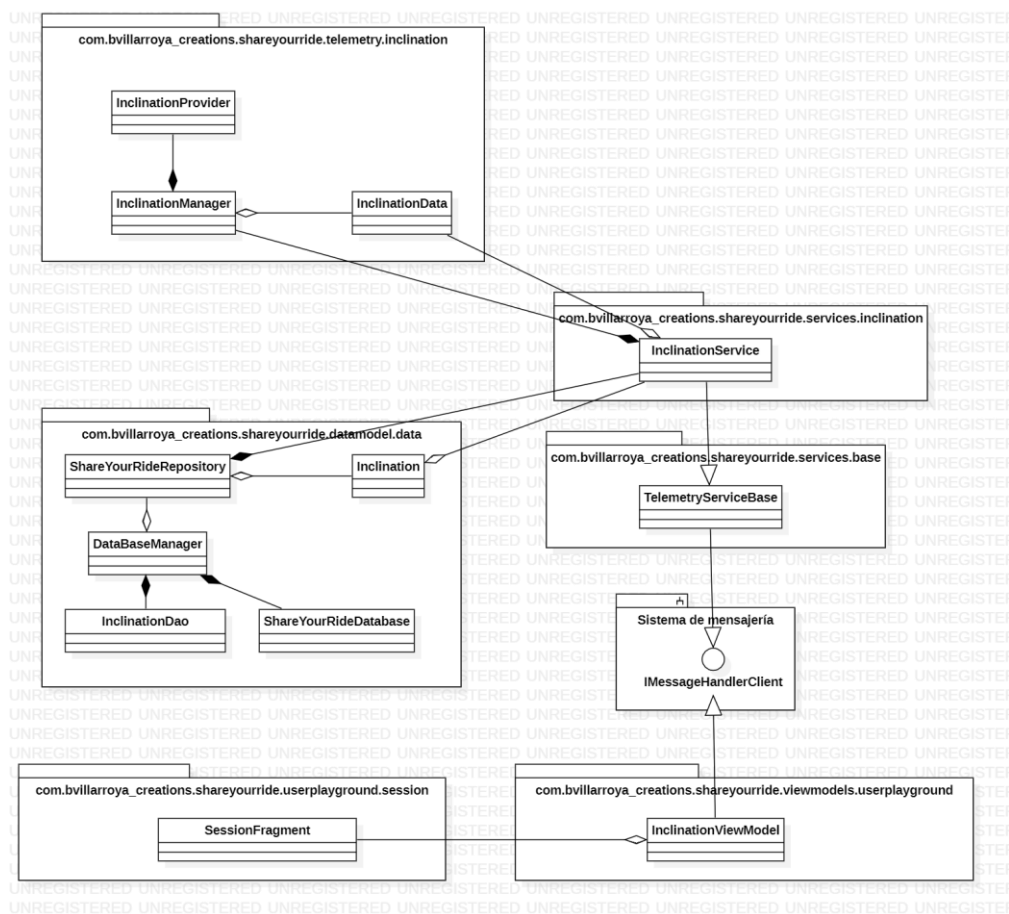 com.bvillarroya_creations.shareyourride.telemetry.inclination
InclinationProvider
InclinationManager
InclinationData
com.bvillarroya_creations.shareyourride.services.inclination
InclinationService
com.bvillarroya_creations.shareyourride.datamodel.data
ShareYourRideRepository
Inclination
DataBaseManager
InclinationDao
ShareYourRideDatabase
com.bvillarroya_creations.shareyourride.services.base
TelemetryServiceBase
Sistema de mensajería
IMessageHandlerClient
com.bvillarroya_creations.shareyourride.userplayground.session
SessionFragment
com.bvillarroya_creations.shareyourride.viewmodels.userplayground
InclinationViewModel
UNREGISTERED